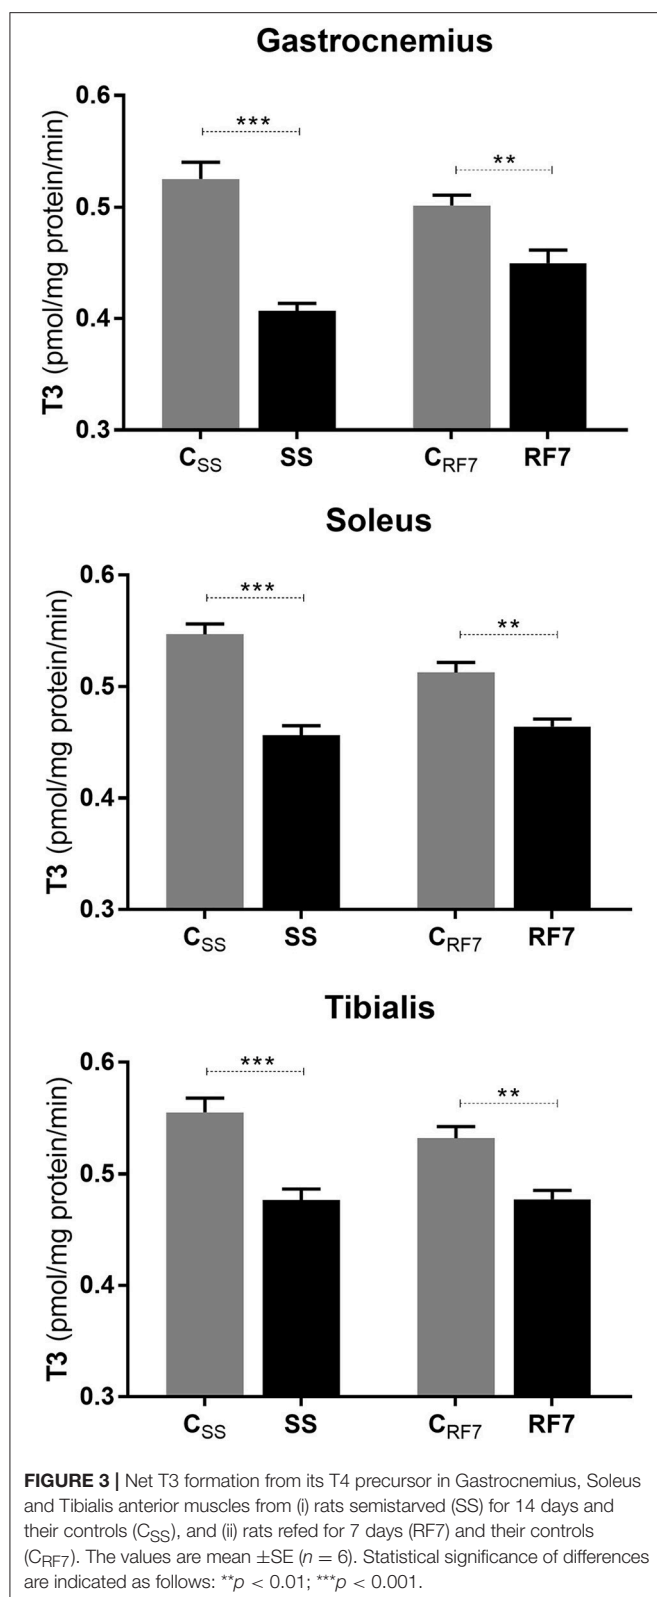 Gastrocnemius
T3 (pmol/mg protein/min)
0.6
0.5
0.4
0.3
***
**
CSS SS CRF7 RF7
Soleus
T3 (pmol/mg protein/min)
0.6
0.5
0.4
0.3
***
**
CSS SS CRF7 RF7
Tibialis
T3 (pmol/mg protein/min)
0.6
0.5
0.4
0.3
***
**
CSS SS CRF7 RF7
FIGURE 3 | Net T3 formation from its T4 precursor in Gastrocnemius, Soleus
and Tibialis anterior muscles from (i) rats semistarved (SS) for 14 days and
their controls (CSS), and (ii) rats refed for 7 days (RF7) and their controls
(CRF7). The values are mean ±SE (n = 6). Statistical significance of differences
are indicated as follows: **p < 0.01; ***p < 0.001.